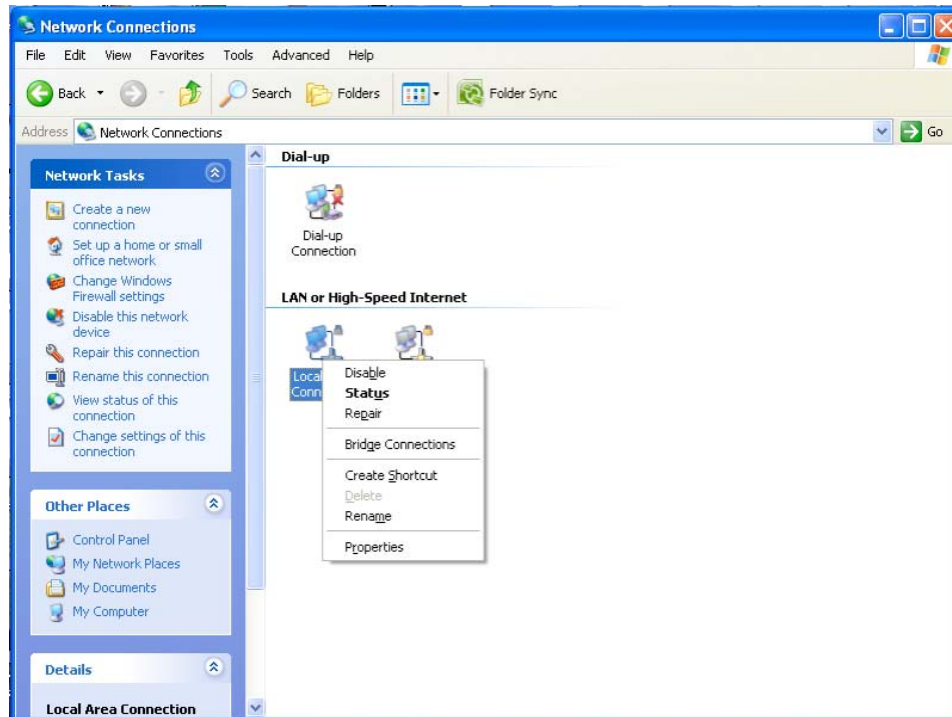 Network Connections
File Edit View Favorites Tools Advanced Help
Back Search Folders Folder Sync
Address Network Connections Go
Network Tasks
Create a new
connection
Set up a home or small
office network
Change Windows
Firewall settings
Disable this network
device
Repair this connection
Rename this connection
View status of this
connection
Change settings of this
connection
Other Places
Control Panel
My Network Places
My Documents
My Computer
Details
Local Area Connection
Dial-up
Dial-up
Connection
LAN or High-Speed Internet
Local
Conn
Disable
Status
Repair
Bridge Connections
Create Shortcut
Delete
Rename
Properties